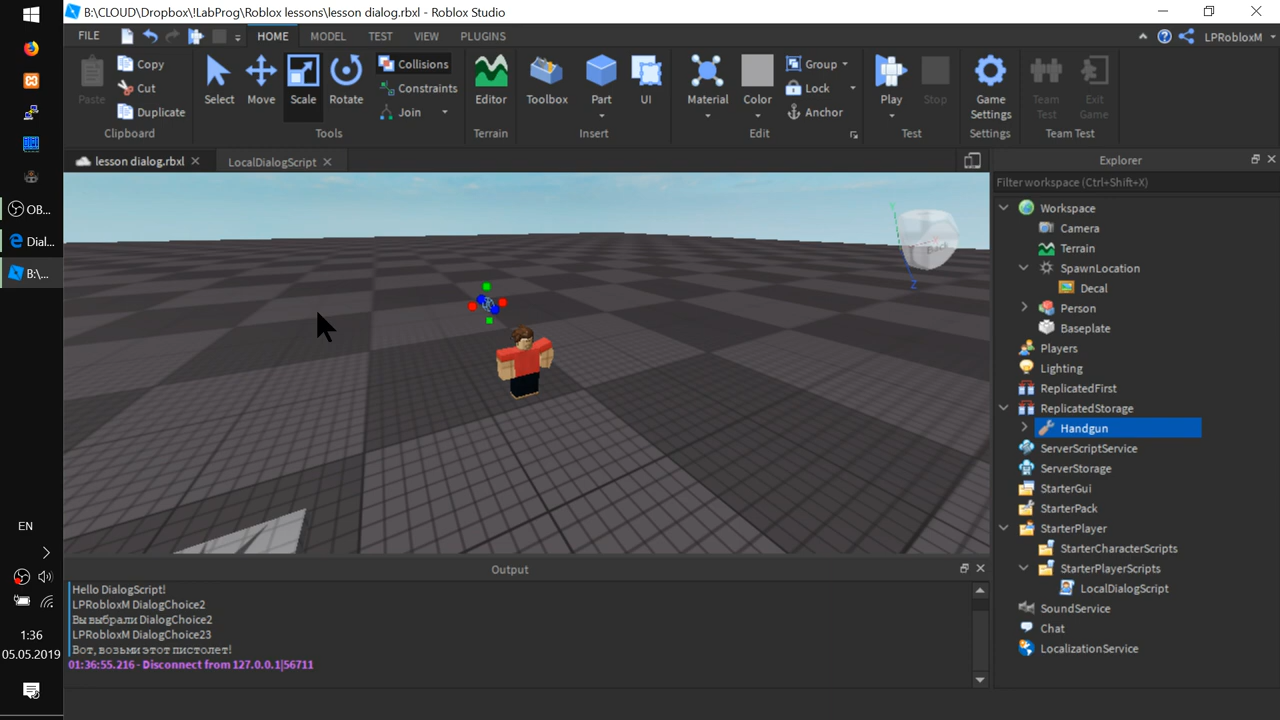 B:\CLOUD\Dropbox\!LabProg\Roblox lessons\lesson dialog.rbxl - Roblox Studio
FILE
HOME
MODEL
TEST
VIEW
PLUGINS
LPRobloxM
Paste
Copy
Cut
Duplicate
Clipboard
Select
Move
Scale
Rotate
Collisions
Constraints
Join
Tools
Editor
Terrain
Toolbox
Part
UI
Insert
Material
Color
Group
Lock
Anchor
Edit
Play
Stop
Test
Game
Settings
Settings
Team
Test
Exit
Game
Team Test
lesson dialog.rbxl
LocalDialogScript
Explorer
Filter workspace (Ctrl+Shift+X)
Workspace
Camera
Terrain
SpawnLocation
Decal
Person
Baseplate
Players
Lighting
ReplicatedFirst
ReplicatedStorage
Handgun
ServerScriptService
ServerStorage
StarterGui
StarterPack
StarterPlayer
StarterCharacterScripts
StarterPlayerScripts
LocalDialogScript
SoundService
Chat
LocalizationService
Z
Output
Hello DialogScript!
LPRobloxM DialogChoice2
Вы выбрали DialogChoice2
LPRobloxM DialogChoice23
Вот, возьми этот пистолет!
01:36:55.216 - Disconnect from 127.0.0.1|56711
OB...
Dial...
B:\...
EN
1:36
05.05.2019